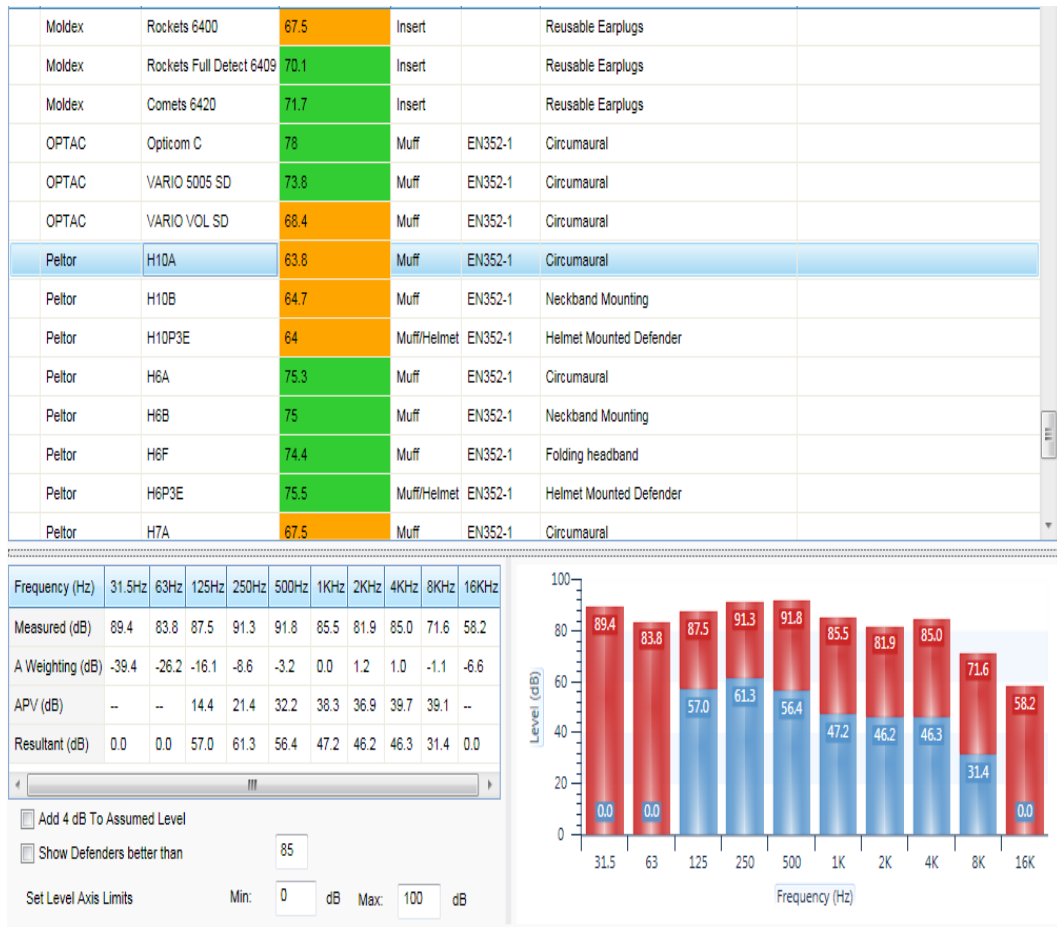 Moldex Rockets 6400 67.5 Insert Reusable Earplugs
Moldex Rockets Full Detect 6409 70.1 Insert Reusable Earplugs
Moldex Comets 6420 71.7 Insert Reusable Earplugs
OPTAC Opticom C 78 Muff EN352-1 Circumaural
OPTAC VARIO 5005 SD 73.8 Muff EN352-1 Circumaural
OPTAC VARIO VOL SD 68.4 Muff EN352-1 Circumaural
Peltor H10A 63.8 Muff EN352-1 Circumaural
Peltor H10B 64.7 Muff EN352-1 Neckband Mounting
Peltor H10P3E 64 Muff/Helmet EN352-1 Helmet Mounted Defender
Peltor H6A 75.3 Muff EN352-1 Circumaural
Peltor H6B 75 Muff EN352-1 Neckband Mounting
Peltor H6F 74.4 Muff EN352-1 Folding headband
Peltor H6P3E 75.5 Muff/Helmet EN352-1 Helmet Mounted Defender
Peltor H7A 67.5 Muff EN352-1 Circumaural
Frequency (Hz) 31.5Hz 63Hz 125Hz 250Hz 500Hz 1KHz 2KHz 4KHz 8KHz 16KHz
Measured (dB) 89.4 83.8 87.5 91.3 91.8 85.5 81.9 85.0 71.6 58.2
A Weighting (dB) -39.4 -26.2 -16.1 -8.6 -3.2 0.0 1.2 1.0 -1.1 -6.6
APV (dB) -- -- 14.4 21.4 32.2 38.3 36.9 39.7 39.1 --
Resultant (dB) 0.0 0.0 57.0 61.3 56.4 47.2 46.2 46.3 31.4 0.0
Add 4 dB To Assumed Level
Show Defenders better than 85
Set Level Axis Limits Min: 0 dB Max: 100 dB
Level (dB)
100
80
60
40
20
0
89.4 83.8 87.5 91.3 91.8 85.5 81.9 85.0 71.6 58.2
0.0 0.0 57.0 61.3 56.4 47.2 46.2 46.3 31.4 0.0
31.5 63 125 250 500 1K 2K 4K 8K 16K
Frequency (Hz)